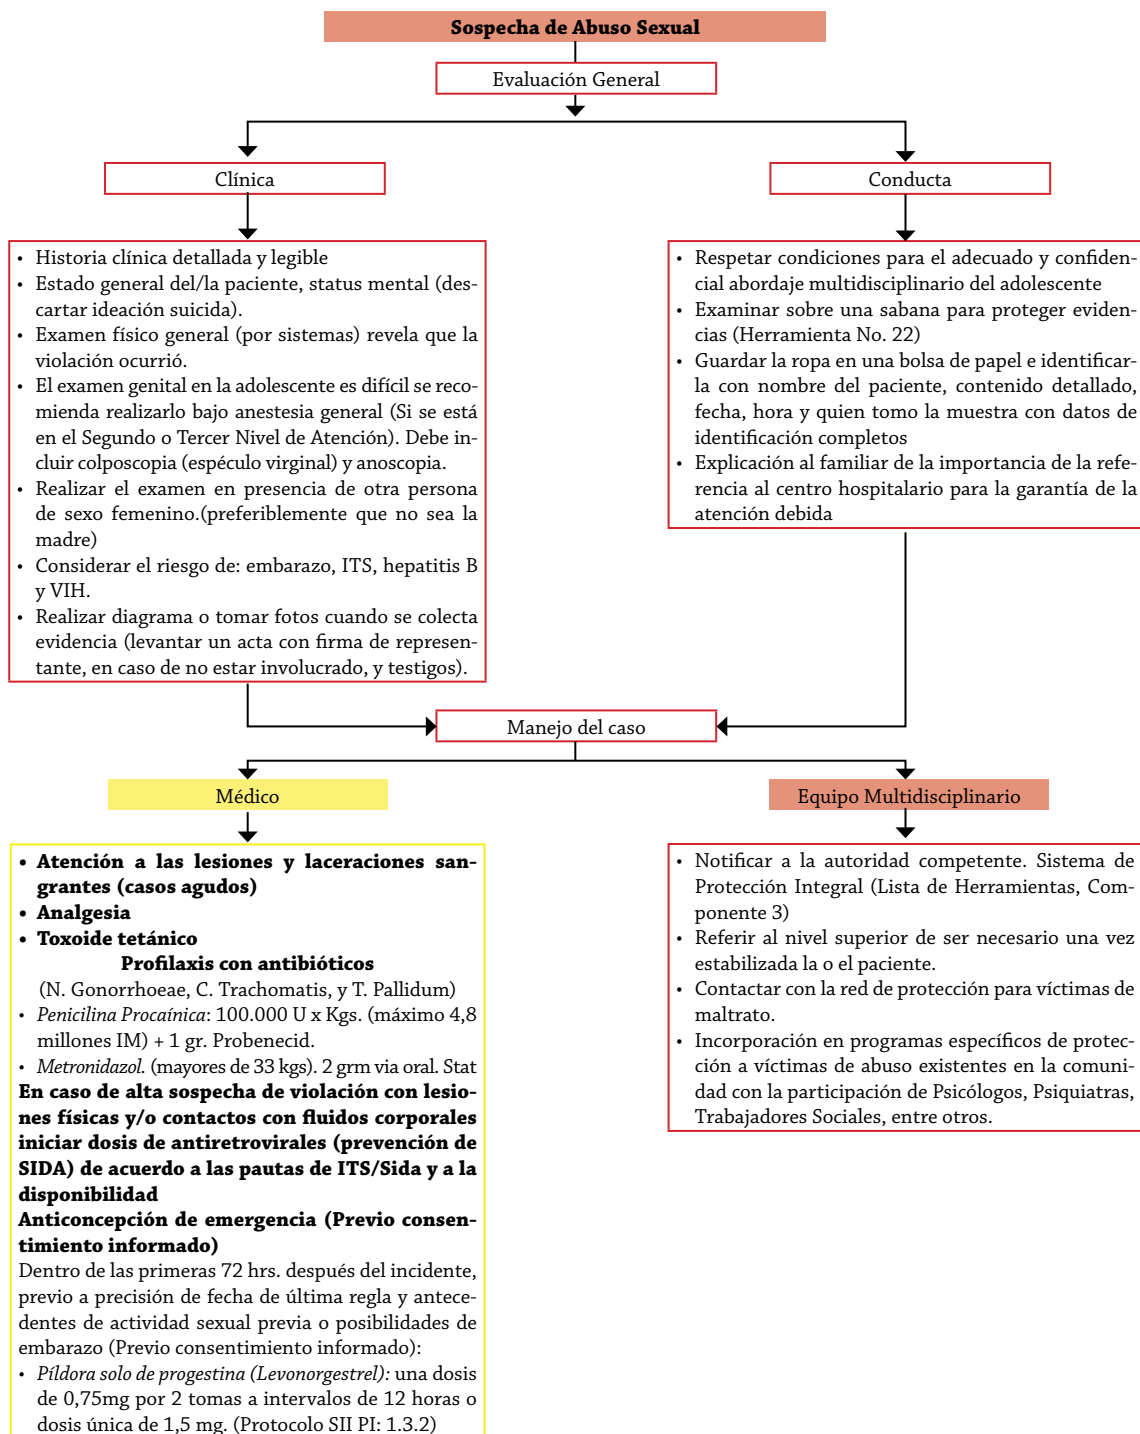 Sospecha de Abuso Sexual
Evaluación General
Clínica
Conducta
• Historia clínica detallada y legible
• Estado general del/la paciente, status mental (des-
cartar ideación suicida).
• Examen físico general (por sistemas) revela que la
violación ocurrió.
• El examen genital en la adolescente es difícil se reco-
mienda realizarlo bajo anestesia general (Si se está
en el Segundo o Tercer Nivel de Atención). Debe in-
cluir colposcopia (espéculo virginal) y anoscopia.
• Realizar el examen en presencia de otra persona
de sexo femenino.(preferiblemente que no sea la
madre)
• Considerar el riesgo de: embarazo, ITS, hepatitis B
y VIH.
• Realizar diagrama o tomar fotos cuando se colecta
evidencia (levantar un acta con firma de represen-
tante, en caso de no estar involucrado, y testigos).
• Respetar condiciones para el adecuado y confiden-
cial abordaje multidisciplinario del adolescente
• Examinar sobre una sabana para proteger eviden-
cias (Herramienta No. 22)
• Guardar la ropa en una bolsa de papel e identificar-
la con nombre del paciente, contenido detallado,
fecha, hora y quien tomo la muestra con datos de
identificación completos
• Explicación al familiar de la importancia de la refe-
rencia al centro hospitalario para la garantía de la
atención debida
Manejo del caso
Médico
Equipo Multidisciplinario
• Atención a las lesiones y laceraciones san-
grantes (casos agudos)
• Analgesia
• Toxoide tetánico
Profilaxis con antibióticos
(N. Gonorrhoeae, C. Trachomatis, y T. Pallidum)
• Penicilina Procaínica: 100.000 U x Kgs. (máximo 4,8
millones IM) + 1 gr. Probenecid.
• Metronidazol. (mayores de 33 kgs). 2 grm via oral. Stat
En caso de alta sospecha de violación con lesio-
nes físicas y/o contactos con fluidos corporales
iniciar dosis de antiretrovirales (prevención de
SIDA) de acuerdo a las pautas de ITS/Sida y a la
disponibilidad
Anticoncepción de emergencia (Previo consen-
timiento informado)
Dentro de las primeras 72 hrs. después del incidente,
previo a precisión de fecha de última regla y antece-
dentes de actividad sexual previa o posibilidades de
embarazo (Previo consentimiento informado):
• Píldora solo de progestina (Levonorgestrel): una dosis
de 0,75mg por 2 tomas a intervalos de 12 horas o
dosis única de 1,5 mg. (Protocolo SII PI: 1.3.2)
• Notificar a la autoridad competente. Sistema de
Protección Integral (Lista de Herramientas, Com-
ponente 3)
• Referir al nivel superior de ser necesario una vez
estabilizada la o el paciente.
• Contactar con la red de protección para víctimas de
maltrato.
• Incorporación en programas específicos de protec-
ción a víctimas de abuso existentes en la comuni-
dad con la participación de Psicólogos, Psiquiatras,
Trabajadores Sociales, entre otros.